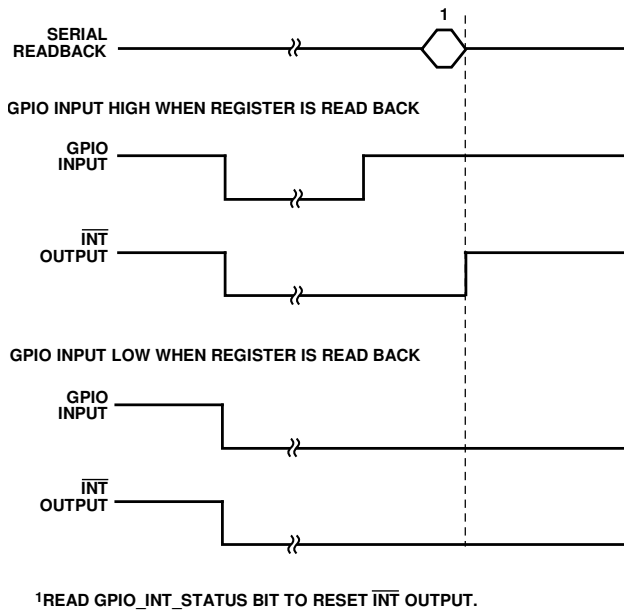 1
SERIAL
READBACK
GPIO INPUT HIGH WHEN REGISTER IS READ BACK
GPIO
INPUT
INT
OUTPUT
GPIO INPUT LOW WHEN REGISTER IS READ BACK
GPIO
INPUT
INT
OUTPUT
1READ GPIO_INT_STATUS BIT TO RESET INT OUTPUT.